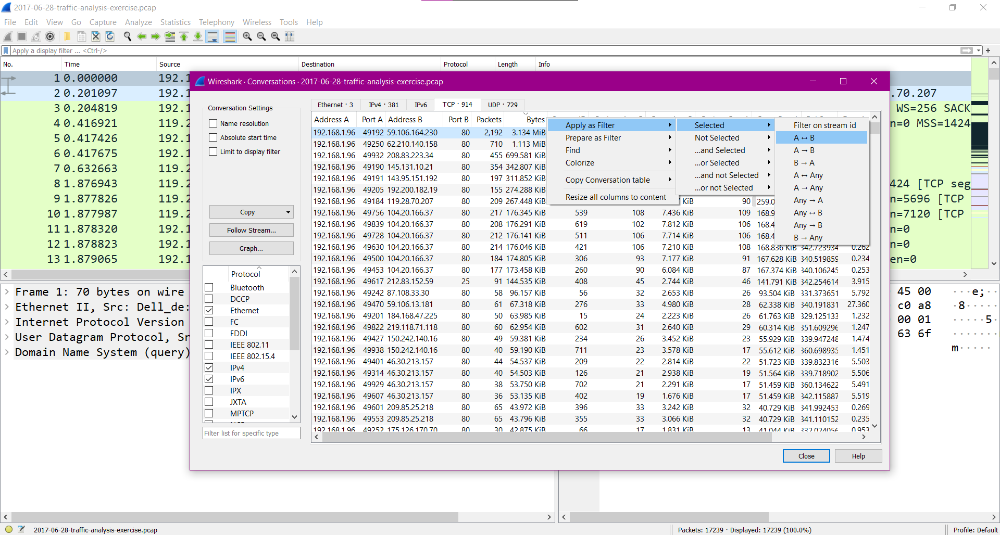 2017-06-28-traffic-analysis-exercise.pcap
File Edit View Go Capture Analyze Statistics Telephony Wireless Tools Help
Apply a display filter ... <Ctrl-/>
No. Time Source Destination Protocol Length Info
1 0.000000 192.1
2 0.201097 192.1 .70.207
3 0.204819 192.1 WS=256 SACK
4 0.416921 119.2 n=0 MSS=1424
5 0.417426 192.1
6 0.417675 192.1
7 0.632663 119.2
8 1.876943 119.2 424 [TCP seg
9 1.877826 119.2 n=5696 [TCP
10 1.877987 119.2 n=7120 [TCP
11 1.878320 192.1 n=0
12 1.878823 192.1 n=0
13 1.879065 192.1 en=0
Wireshark · Conversations · 2017-06-28-traffic-analysis-exercise.pcap
Conversation Settings
Name resolution
Absolute start time
Limit to display filter
Copy
Follow Stream...
Graph...
Protocol
Bluetooth
DCCP
Ethernet
FC
FDDI
IEEE 802.11
IEEE 802.15.4
IPv4
IPv6
IPX
JXTA
MPTCP
Filter list for specific type
Ethernet · 3 IPv4 · 381 IPv6 TCP · 914 UDP · 729
Address A Port A Address B Port B Packets Bytes
192.168.1.96 49192 59.106.164.230 80 2,192 3.134 MiB
192.168.1.96 49250 62.210.140.158 80 710 1.113 MiB
192.168.1.96 49932 208.83.223.34 80 455 699.581 KiB
192.168.1.96 49190 145.131.10.21 80 354 342.807 KiB
192.168.1.96 49191 143.95.151.192 80 197 311.852 KiB
192.168.1.96 49205 192.200.182.19 80 155 274.288 KiB
192.168.1.96 49184 119.28.70.207 80 209 267.448 KiB KiB 90 259.0
192.168.1.96 49756 104.20.166.37 80 217 176.345 KiB 539 108 7.436 KiB 109 168.9
192.168.1.96 49839 104.20.166.37 80 208 176.291 KiB 619 102 7.812 KiB 106 168.4
192.168.1.96 49728 104.20.166.37 80 212 176.141 KiB 511 106 7.714 KiB 106 168.4
192.168.1.96 49630 104.20.166.37 80 214 176.046 KiB 421 106 7.210 KiB 108 168.836 KiB 342.723934 0.262
192.168.1.96 49500 104.20.166.37 80 184 174.805 KiB 306 93 7.177 KiB 91 167.628 KiB 340.519859 0.234
192.168.1.96 49453 104.20.166.37 80 177 173.458 KiB 260 90 6.084 KiB 87 167.374 KiB 340.106245 0.253
192.168.1.96 49617 212.83.152.59 25 91 144.535 KiB 408 45 2.744 KiB 46 141.791 KiB 342.254614 3.915
192.168.1.96 49242 87.108.33.30 80 58 96.157 KiB 56 32 2.653 KiB 26 93.504 KiB 331.373651 5.792
192.168.1.96 49470 59.106.13.181 80 61 67.318 KiB 276 33 4.980 KiB 28 62.338 KiB 340.191831 27.360
192.168.1.96 49201 184.168.47.225 80 50 63.985 KiB 15 24 2.223 KiB 26 61.763 KiB 329.125133 1.232
192.168.1.96 49822 219.118.71.118 80 60 62.954 KiB 602 31 2.640 KiB 29 60.314 KiB 351.609296 1.247
192.168.1.96 49427 150.242.140.16 80 49 59.381 KiB 234 26 3.452 KiB 23 55.929 KiB 339.947248 1.474
192.168.1.96 49938 150.242.140.16 80 40 59.190 KiB 711 23 3.578 KiB 17 55.612 KiB 360.698935 1.451
192.168.1.96 49401 46.30.213.157 80 44 54.537 KiB 209 22 2.814 KiB 22 51.723 KiB 339.832316 5.503
192.168.1.96 49314 46.30.213.157 80 40 54.503 KiB 126 21 2.938 KiB 19 51.564 KiB 339.718902 5.506
192.168.1.96 49929 46.30.213.157 80 38 53.750 KiB 702 21 2.291 KiB 17 51.459 KiB 360.134622 5.491
192.168.1.96 49607 46.30.213.157 80 36 53.135 KiB 402 19 1.676 KiB 17 51.459 KiB 342.115887 5.519
192.168.1.96 49601 209.85.25.218 80 65 43.972 KiB 396 33 3.242 KiB 32 40.729 KiB 341.992453 0.269
192.168.1.96 49553 209.85.25.218 80 65 43.796 KiB 355 33 3.066 KiB 32 40.729 KiB 341.110152 0.235
192.168.1.96 49252 175.126.170.70 80 30 42.875 KiB 66 17 1.831 KiB 13 41.044 KiB 332.024056 0.953
Apply as Filter
Prepare as Filter
Find
Colorize
Copy Conversation table
Resize all columns to content
Selected
Not Selected
...and Selected
...or Selected
...and not Selected
...or not Selected
Filter on stream id
A ↔ B
A → B
B → A
A ↔ Any
A → Any
Any → A
Any ↔ B
Any → B
B → Any
Close Help
Frame 1: 70 bytes on wire
Ethernet II, Src: Dell_de:
Internet Protocol Version
User Datagram Protocol, Sr
Domain Name System (query)
45 00 ···e;··
c0 a8 ·8·····
00 01 ·····5·
63 6f ·······
m·····
2017-06-28-traffic-analysis-exercise.pcap
Packets: 17239 · Displayed: 17239 (100.0%)
Profile: Default